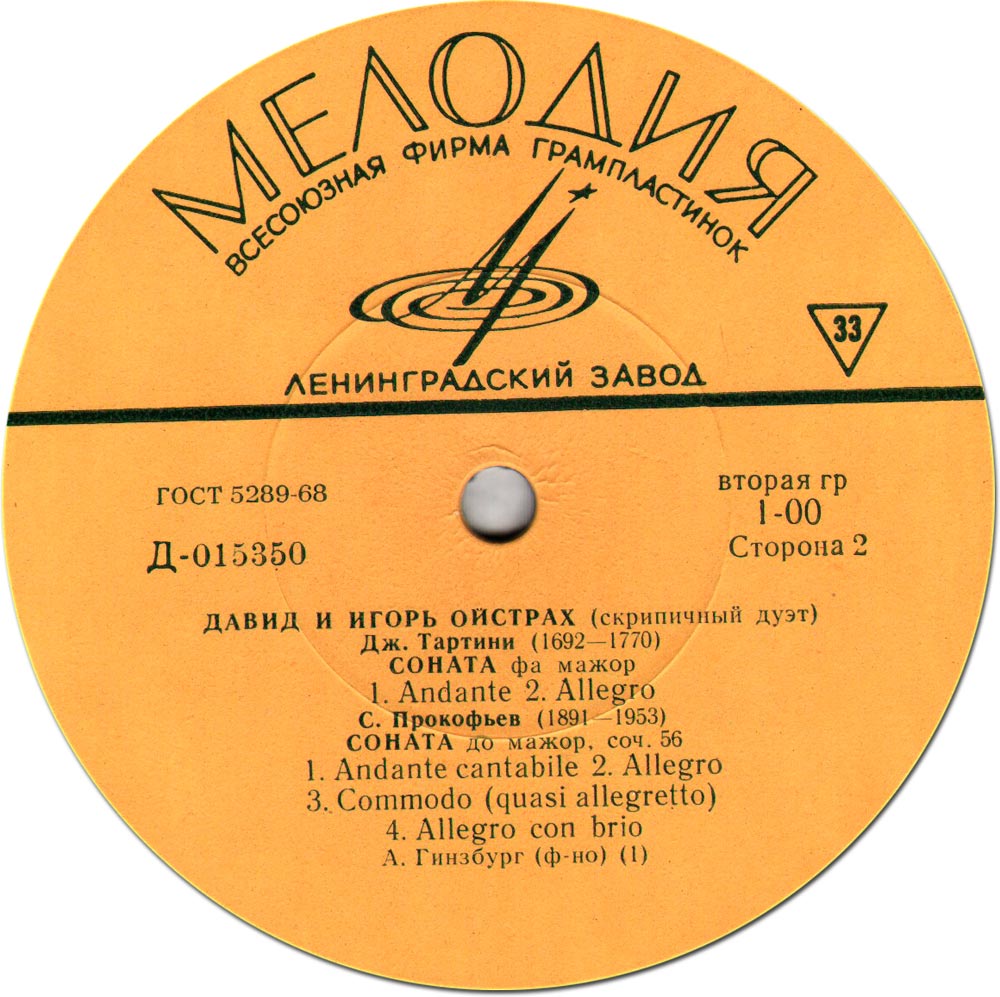 МЕЛОДИЯ
ВСЕСОЮЗНАЯ ФИРМА ГРАМПЛАСТИНОК
33
ЛЕНИНГРАДСКИЙ ЗАВОД
ГОСТ 5289-68
вторая гр
1-00
Д-015350
Сторона 2
ДАВИД И ИГОРЬ ОЙСТРАХ (скрипичный дуэт)
Дж. Тартини (1692—1770)
СОНАТА фа мажор
1. Andante 2. Allegro
С. Прокофьев (1891—1953)
СОНАТА до мажор, соч. 56
1. Andante cantabile 2. Allegro
3. Commodo (quasi allegretto)
4. Allegro con brio
А. Гинзбург (ф-но) (1)